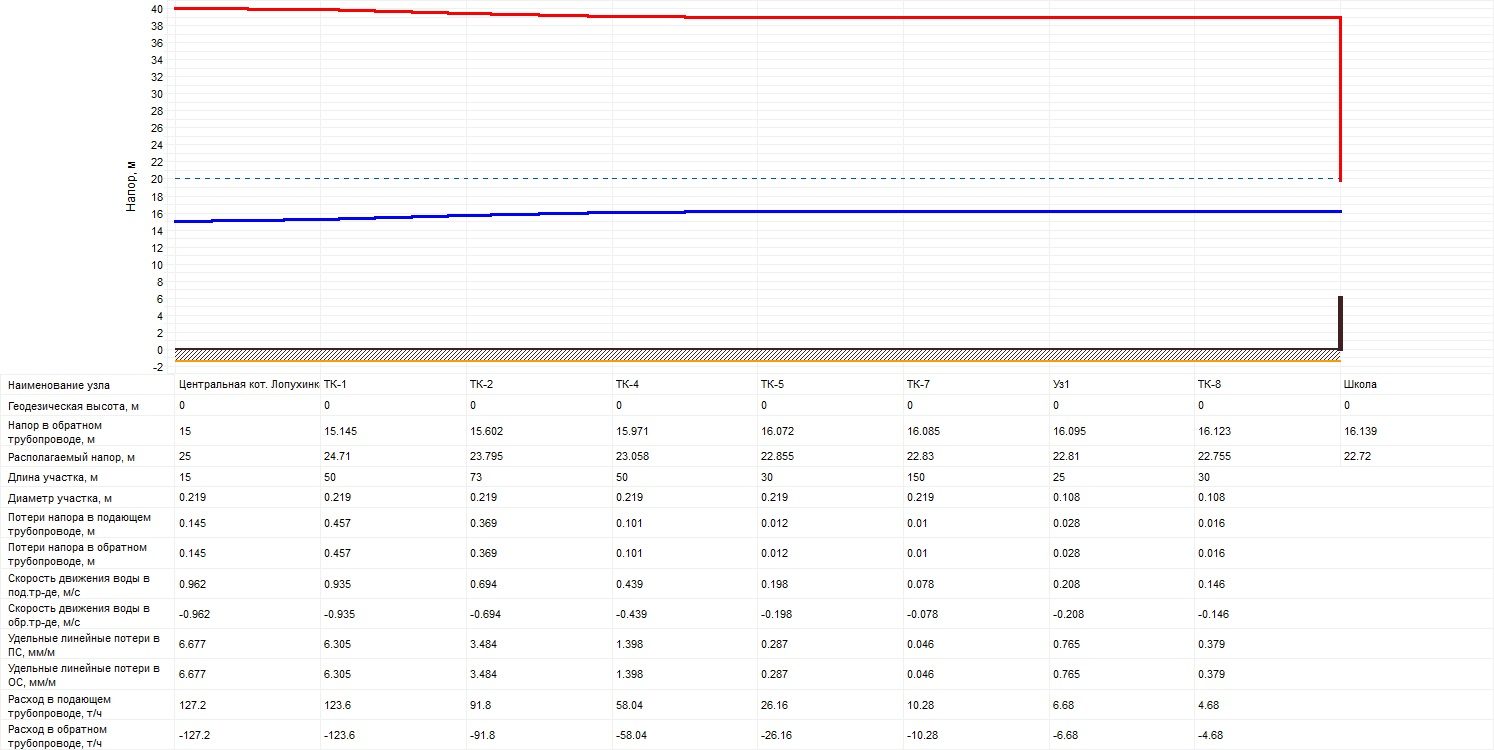 40
38
36
34
32
30
28
26
24
22
20
18
16
14
12
10
8
6
4
2
0
-2
Напор, м
Наименование узла Центральная кот. Лопухинк ТК-1 ТК-2 ТК-4 ТК-5 ТК-7 Уз1 ТК-8 Школа
Геодезическая высота, м 0 0 0 0 0 0 0 0 0
Напор в обратном
трубопроводе, м 15 15.145 15.602 15.971 16.072 16.085 16.095 16.123 16.139
Располагаемый напор, м 25 24.71 23.795 23.058 22.855 22.83 22.81 22.755 22.72
Длина участка, м 15 50 73 50 30 150 25 30
Диаметр участка, м 0.219 0.219 0.219 0.219 0.219 0.219 0.108 0.108
Потери напора в подающем
трубопроводе, м 0.145 0.457 0.369 0.101 0.012 0.01 0.028 0.016
Потери напора в обратном
трубопроводе, м 0.145 0.457 0.369 0.101 0.012 0.01 0.028 0.016
Скорость движения воды в
под.тр-де, м/с 0.962 0.935 0.694 0.439 0.198 0.078 0.208 0.146
Скорость движения воды в
обр.тр-де, м/с -0.962 -0.935 -0.694 -0.439 -0.198 -0.078 -0.208 -0.146
Удельные линейные потери в
ПС, мм/м 6.677 6.305 3.484 1.398 0.287 0.046 0.765 0.379
Удельные линейные потери в
ОС, мм/м 6.677 6.305 3.484 1.398 0.287 0.046 0.765 0.379
Расход в подающем
трубопроводе, т/ч 127.2 123.6 91.8 58.04 26.16 10.28 6.68 4.68
Расход в обратном
трубопроводе, т/ч -127.2 -123.6 -91.8 -58.04 -26.16 -10.28 -6.68 -4.68